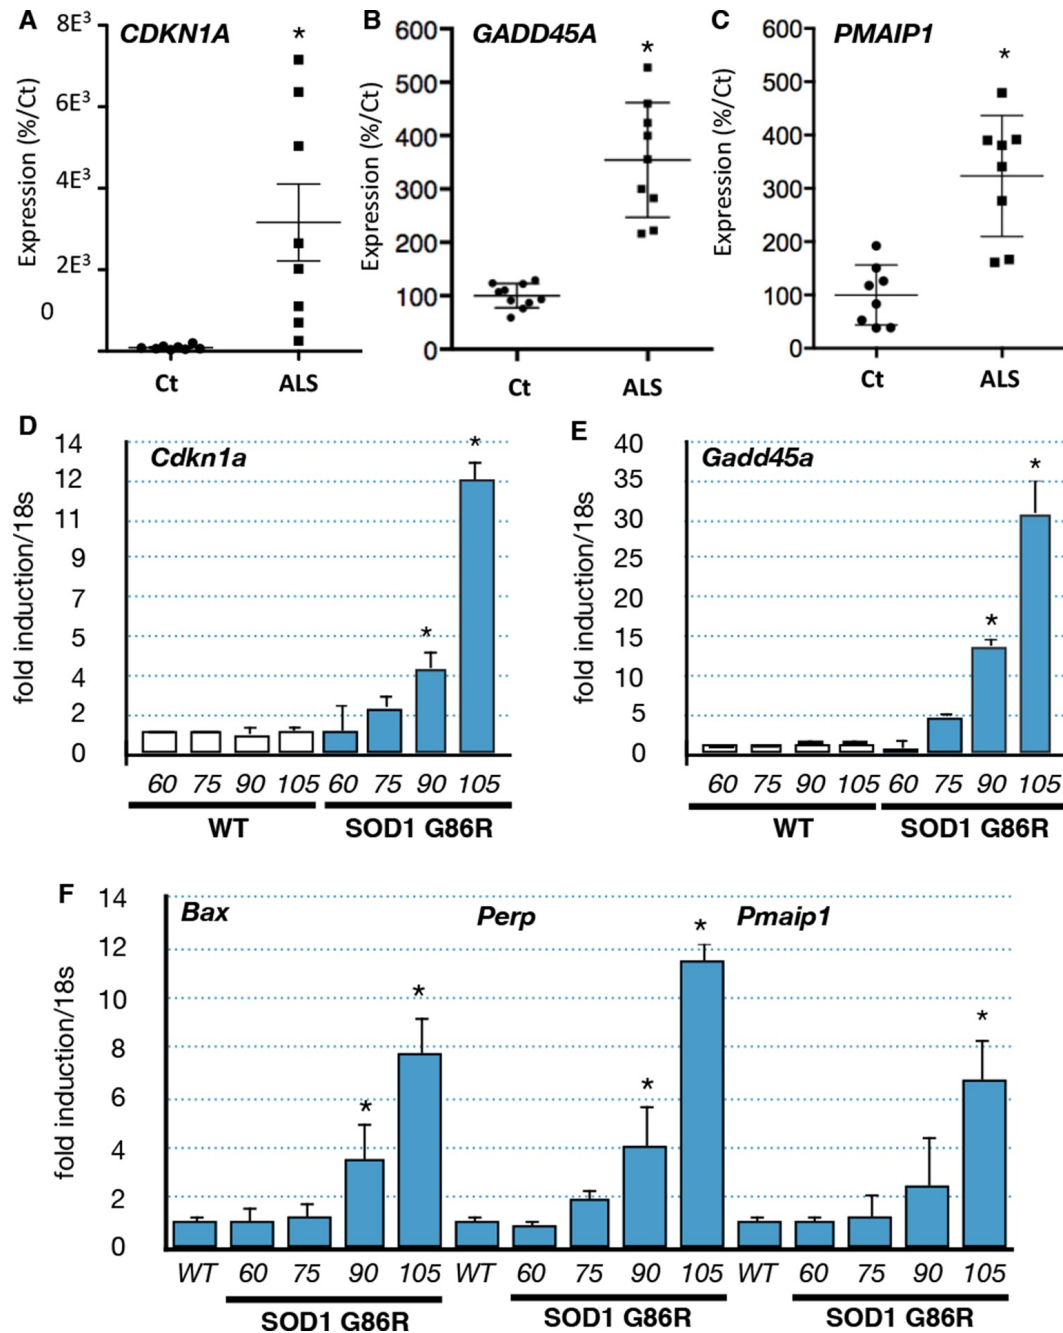 A
CDKN1A
*
8E³
6E³
4E³
2E³
0
Expression (%/Ct)
Ct
ALS
B
GADD45A
*
600
500
400
300
200
100
0
Expression (%/Ct)
Ct
ALS
C
PMAIP1
*
600
500
400
300
200
100
0
Expression (%/Ct)
Ct
ALS
D
Cdkn1a
14
12
11
9
7
5
4
2
0
fold induction/18s
* *
60 75 90 105 60 75 90 105
WT SOD1 G86R
E
Gadd45a
40
35
30
25
20
15
10
5
0
fold induction/18s
* *
60 75 90 105 60 75 90 105
WT SOD1 G86R
F
Bax Perp Pmaip1
14
12
10
8
6
4
2
0
fold induction/18s
* * * * *
WT 60 75 90 105 WT 60 75 90 105 WT 60 75 90 105
SOD1 G86R SOD1 G86R SOD1 G86R